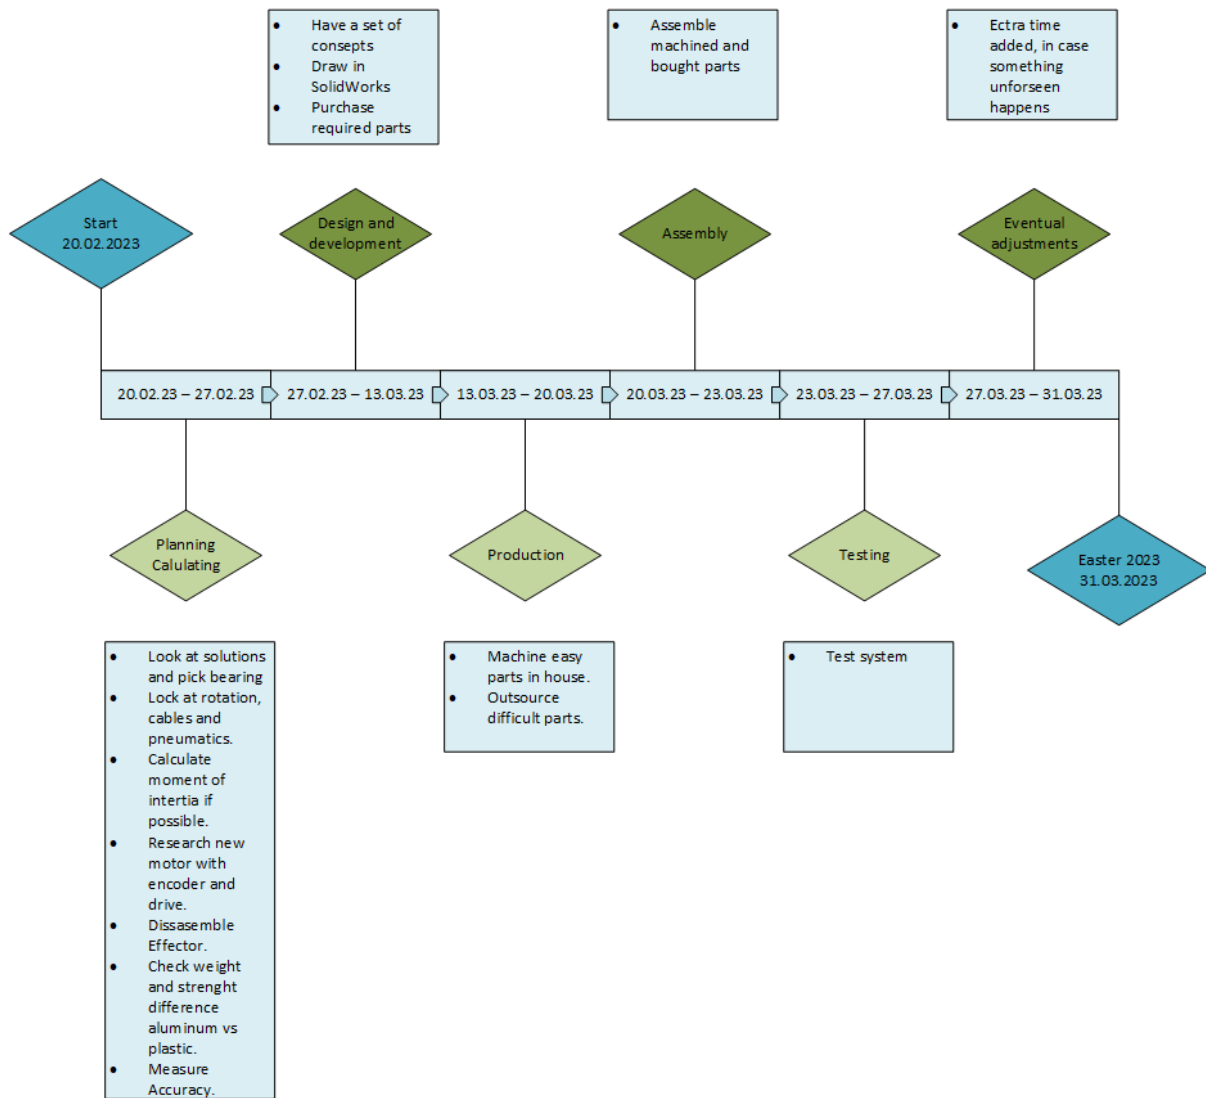 • Have a set of
consepts
• Draw in
SolidWorks
• Purchase
required parts
• Assemble
machined and
bought parts
• Ectra time
added, in case
something
unforseen
happens
Start
20.02.2023
Design and
development
Assembly
Eventual
adjustments
20.02.23 – 27.02.23
27.02.23 – 13.03.23
13.03.23 – 20.03.23
20.03.23 – 23.03.23
23.03.23 – 27.03.23
27.03.23 – 31.03.23
Planning
Calulating
Production
Testing
Easter 2023
31.03.2023
• Look at solutions
and pick bearing
• Lock at rotation,
cables and
pneumatics.
• Calculate
moment of
intertia if
possible.
• Research new
motor with
encoder and
drive.
• Dissasemble
Effector.
• Check weight
and strenght
difference
aluminum vs
plastic.
• Measure
Accuracy.
• Machine easy
parts in house.
• Outsource
difficult parts.
• Test system